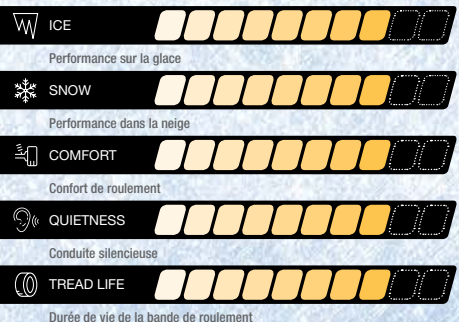 ICE
Performance sur la glace
SNOW
Performance dans la neige
COMFORT
Confort de roulement
QUIETNESS
Conduite silencieuse
TREAD LIFE
Durée de vie de la bande de roulement